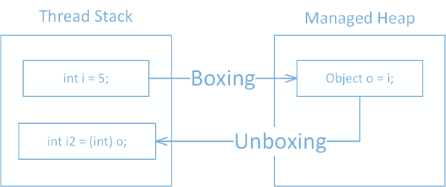 Thread Stack
Managed Heap
int i = 5;
Boxing
Object o = i;
int i2 = (int) o;
Unboxing